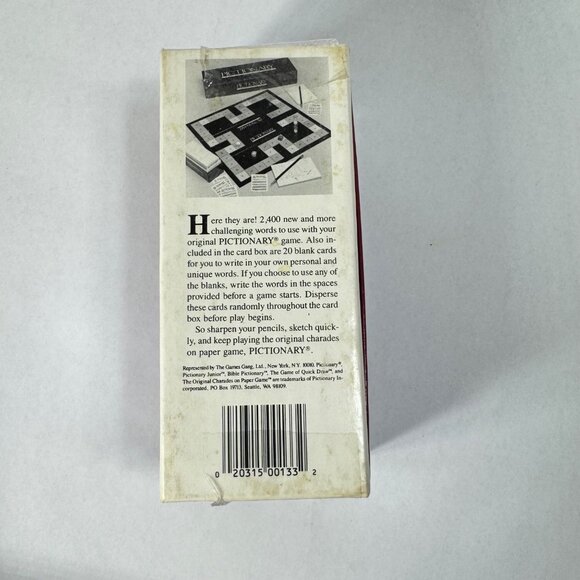 PICTIONARY
PICTIONARY
Here they are! 2,400 new and more
challenging words to use with your
original PICTIONARY® game. Also in-
cluded in the card box are 20 blank cards
for you to write in your own personal and
unique words. If you choose to use any of
the blanks, write the words in the spaces
provided before a game starts. Disperse
these cards randomly throughout the card
box before play begins.
So sharpen your pencils, sketch quick-
ly, and keep playing the original charades
on paper game, PICTIONARY®.
Represented by The Games Gang, Ltd., New York, N.Y. 10010. Pictionary®,
Pictionary Junior™, Bible Pictionary™, The Game of Quick Draw™, and
The Original Charades on Paper Game™ are trademarks of Pictionary In-
corporated. PO Box 19713, Seattle, WA 98109.
0 20315 00133 2